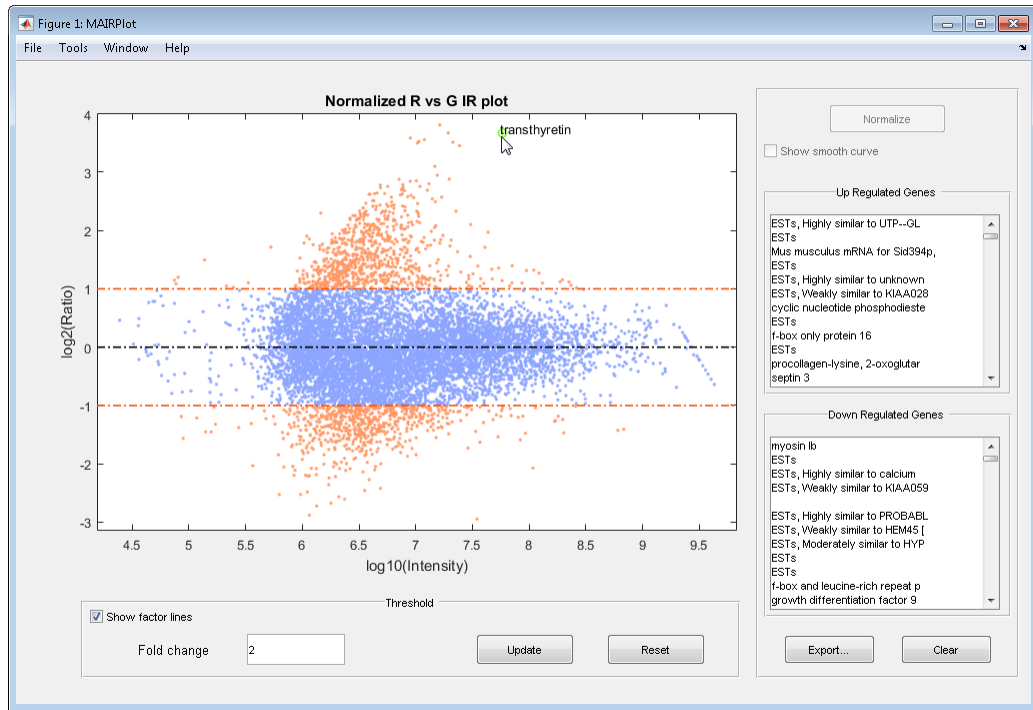 Figure 1: MAIRPlot
File Tools Window Help
Normalized R vs G IR plot
transthyretin
4
3
2
1
0
-1
-2
-3
log2(Ratio)
4.5 5 5.5 6 6.5 7 7.5 8 8.5 9 9.5
log10(Intensity)
Threshold
Show factor lines
Fold change 2 Update Reset
Normalize
Show smooth curve
Up Regulated Genes
ESTs, Highly similar to UTP--GL
ESTs
Mus musculus mRNA for Sid394p,
ESTs
ESTs, Highly similar to unknown
ESTs, Weakly similar to KIAA028
cyclic nucleotide phosphodieste
ESTs
f-box only protein 16
ESTs
procollagen-lysine, 2-oxoglutar
septin 3
Down Regulated Genes
myosin Ib
ESTs
ESTs, Highly similar to calcium
ESTs, Weakly similar to KIAA059
ESTs, Highly similar to PROBABL
ESTs, Weakly similar to HEM45 [
ESTs, Moderately similar to HYP
ESTs
ESTs
f-box and leucine-rich repeat p
growth differentiation factor 9
Export... Clear